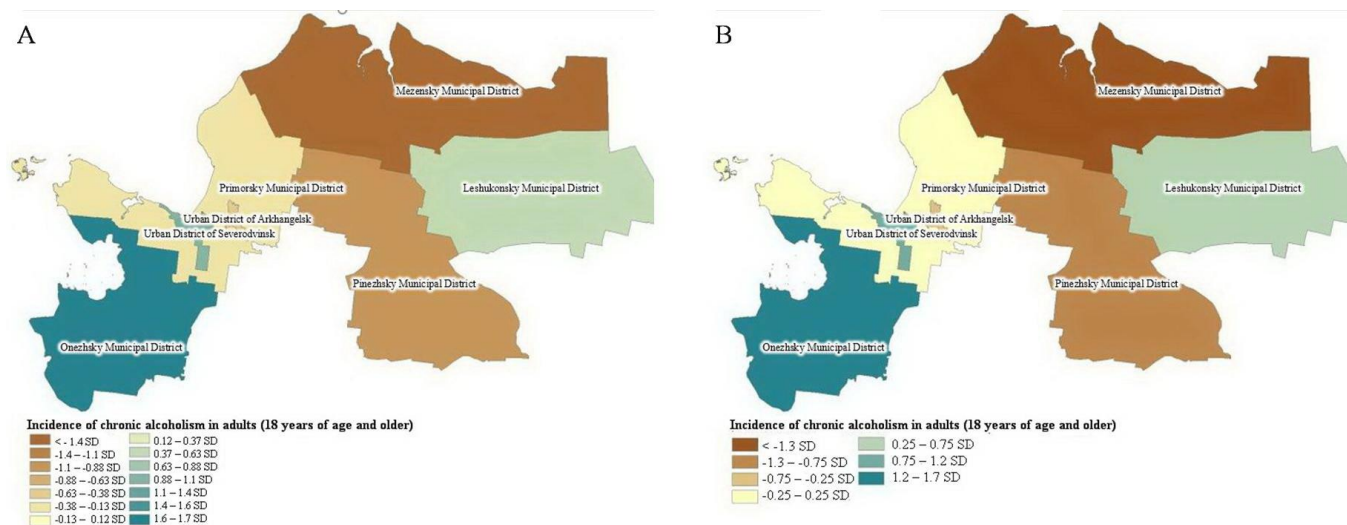 A
Mezensky Municipal District
Primorsky Municipal District
Leshukonsky Municipal District
Urban District of Arkhangelsk
Urban District of Severodvinsk
Pinezhsky Municipal District
Onezhsky Municipal District
Incidence of chronic alcoholism in adults (18 years of age and older)
< - 1.4 SD
-1.4 – -1.1 SD
-1.1 – -0.88 SD
-0.88 – -0.63 SD
-0.63 – -0.38 SD
-0.38 – -0.13 SD
-0.13 – 0.12 SD
0.12 – 0.37 SD
0.37 – 0.63 SD
0.63 – 0.88 SD
0.88 – 1.1 SD
1.1 – 1.4 SD
1.4 – 1.6 SD
1.6 – 1.7 SD
B
Mezensky Municipal District
Primorsky Municipal District
Leshukonsky Municipal District
Urban District of Arkhangelsk
Urban District of Severodvinsk
Pinezhsky Municipal District
Onezhsky Municipal District
Incidence of chronic alcoholism in adults (18 years of age and older)
< -1.3 SD
-1.3 – -0.75 SD
-0.75 – -0.25 SD
-0.25 – 0.25 SD
0.25 – 0.75 SD
0.75 – 1.2 SD
1.2 – 1.7 SD